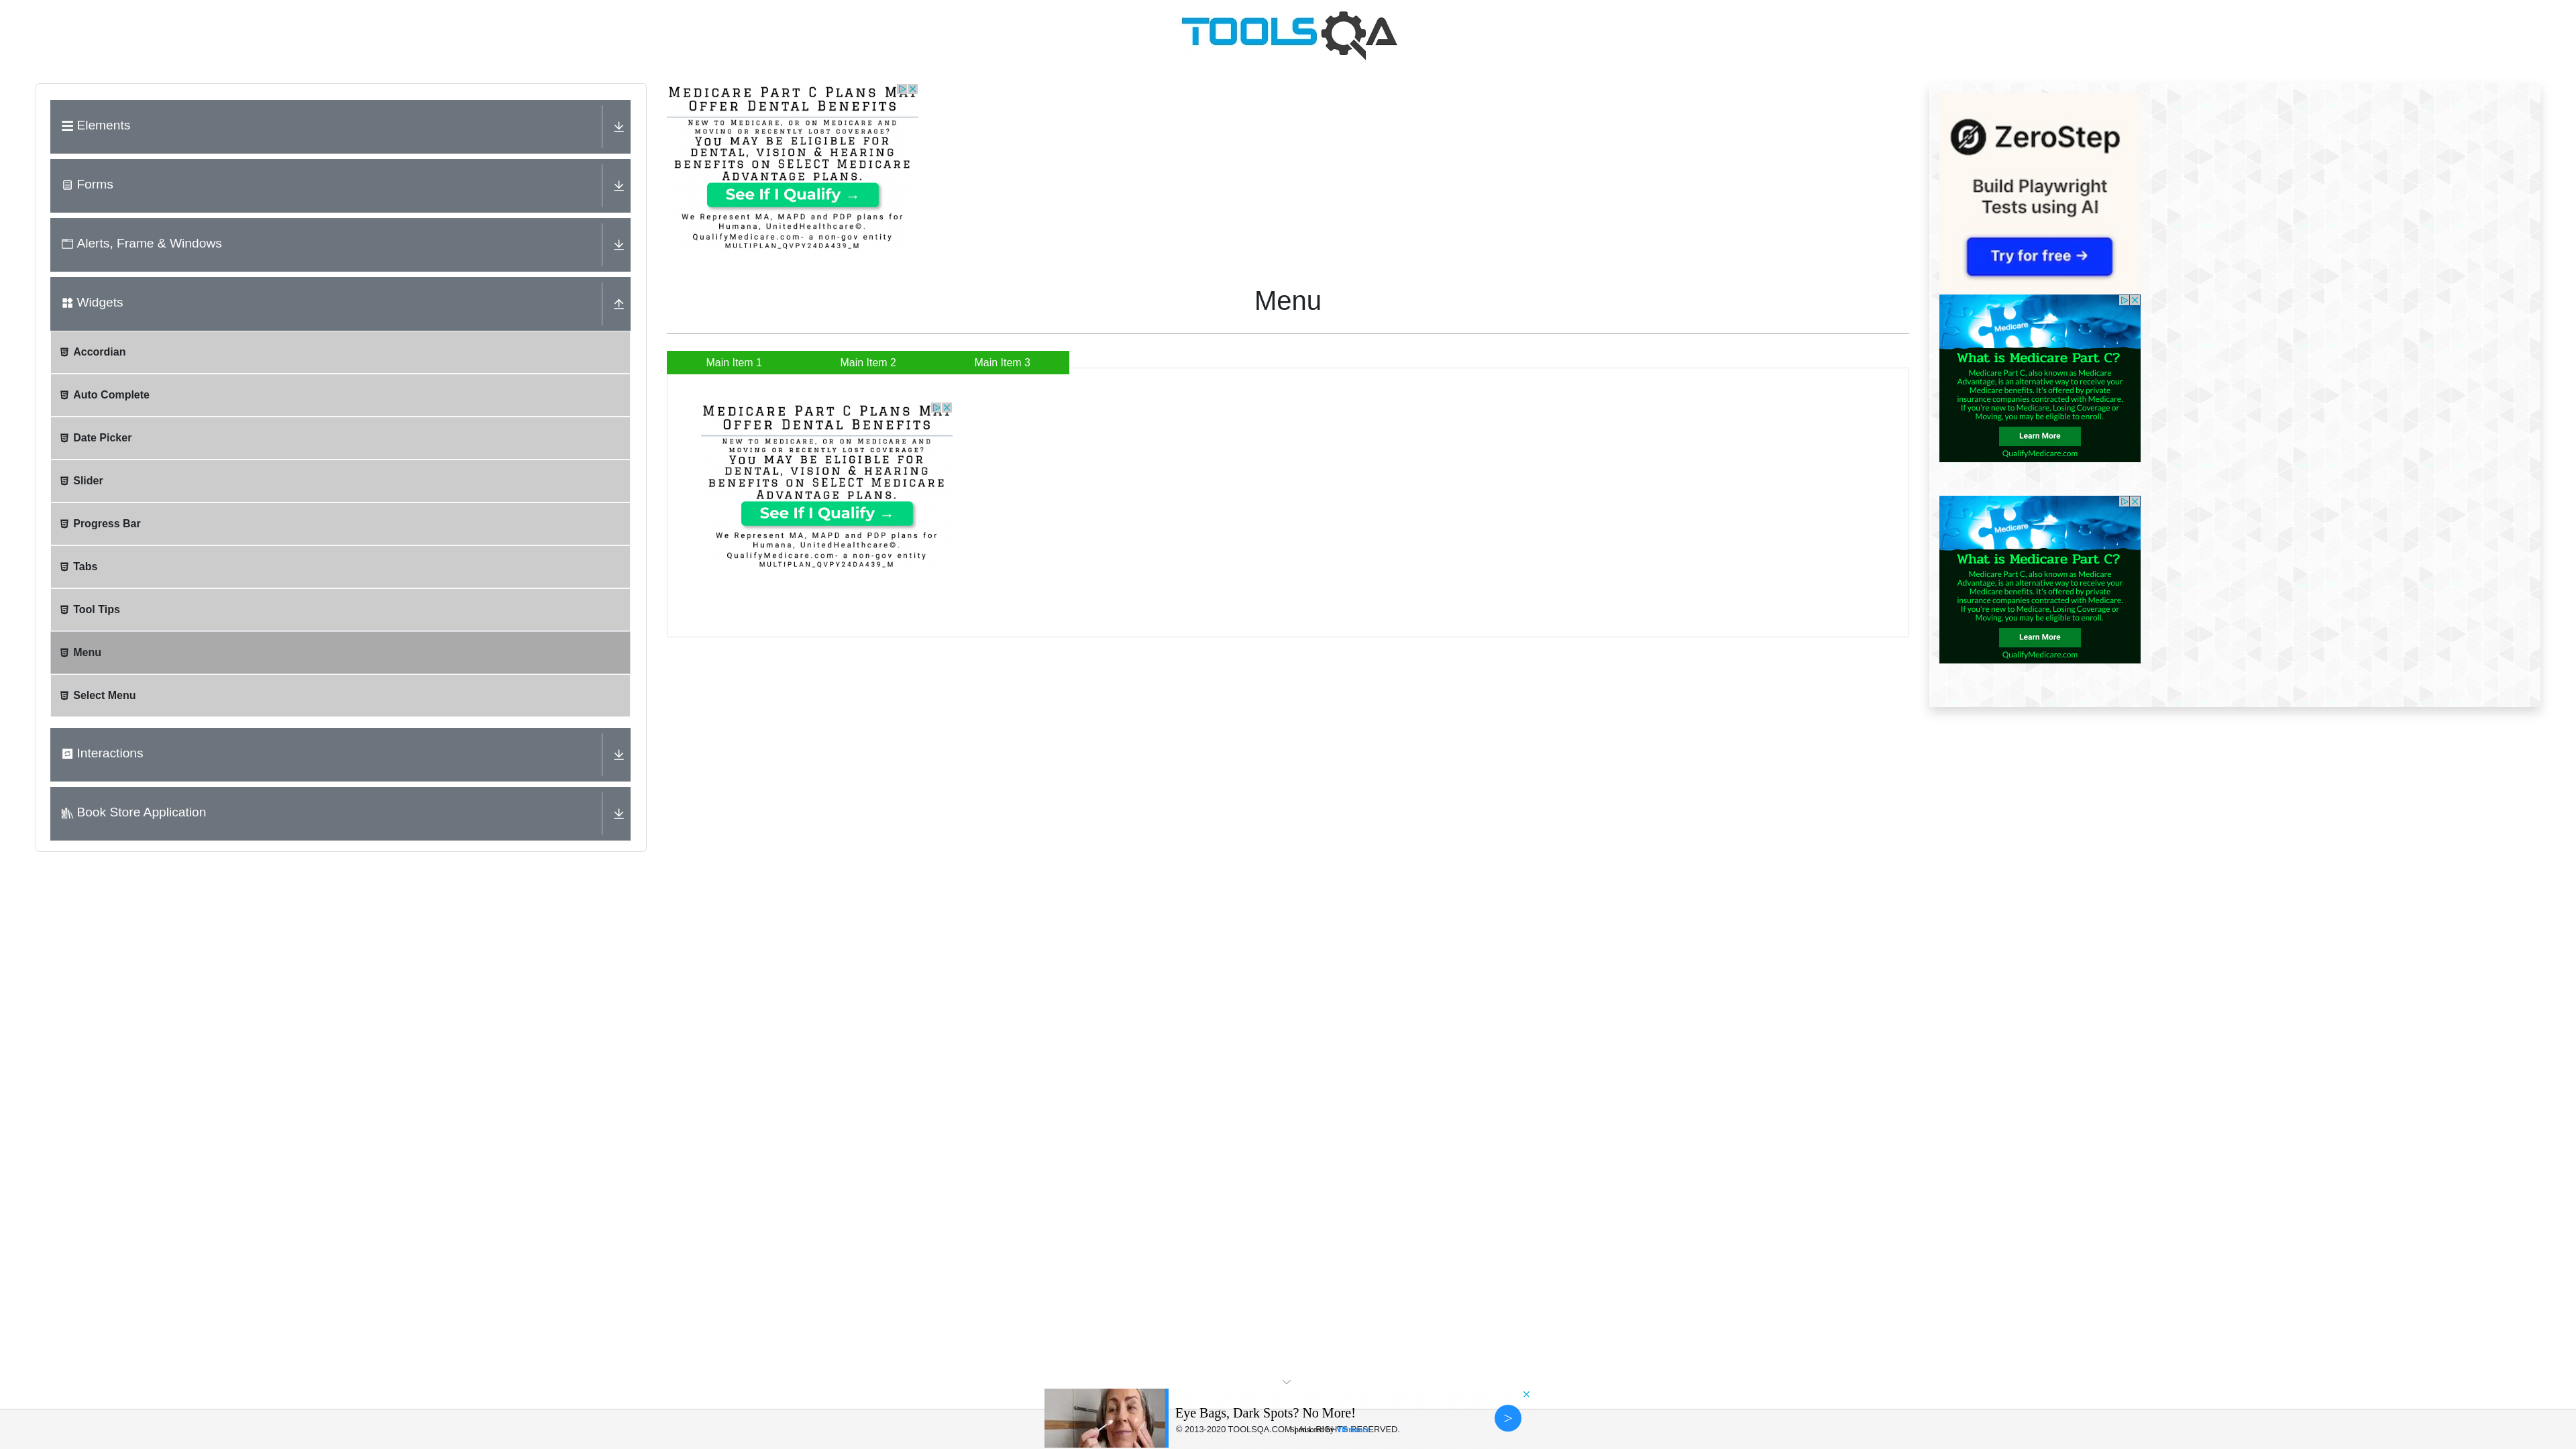 TOOLSQA
Elements
Forms
Alerts, Frame & Windows
Widgets
Accordian
Auto Complete
Date Picker
Slider
Progress Bar
Tabs
Tool Tips
Menu
Select Menu
Interactions
Book Store Application
MEDICARE PART C PLANS MAY
OFFER DENTAL BENEFITS
NEW TO MEDICARE, OR ON MEDICARE AND
MOVING OR RECENTLY LOST COVERAGE?
YOU MAY BE ELIGIBLE FOR
DENTAL, VISION & HEARING
BENEFITS ON SELECT MEDICARE
ADVANTAGE PLANS.
See If I Qualify →
We Represent MA, MAPD and PDP plans for
Humana, UnitedHealthcare©.
QualifyMedicare.com- a non-gov entity
MULTIPLAN_QVPY24DA439_M
Menu
Main Item 1
Main Item 2
Main Item 3
MEDICARE PART C PLANS MAY
OFFER DENTAL BENEFITS
NEW TO MEDICARE, OR ON MEDICARE AND
MOVING OR RECENTLY LOST COVERAGE?
YOU MAY BE ELIGIBLE FOR
DENTAL, VISION & HEARING
BENEFITS ON SELECT MEDICARE
ADVANTAGE PLANS.
See If I Qualify →
We Represent MA, MAPD and PDP plans for
Humana, UnitedHealthcare©.
QualifyMedicare.com- a non-gov entity
MULTIPLAN_QVPY24DA439_M
ZeroStep
Build Playwright
Tests using AI
Try for free →
Medicare
What is Medicare Part C?
Medicare Part C, also known as Medicare
Advantage, is an alternative way to receive your
Medicare benefits. It's offered by private
insurance companies contracted with Medicare.
If you're new to Medicare, Losing Coverage or
Moving, you may be eligible to enroll.
Learn More
QualifyMedicare.com
Medicare
What is Medicare Part C?
Medicare Part C, also known as Medicare
Advantage, is an alternative way to receive your
Medicare benefits. It's offered by private
insurance companies contracted with Medicare.
If you're new to Medicare, Losing Coverage or
Moving, you may be eligible to enroll.
Learn More
QualifyMedicare.com
Eye Bags, Dark Spots? No More!
© 2013-2020 TOOLSQA.COM | ALL RIGHTS RESERVED.